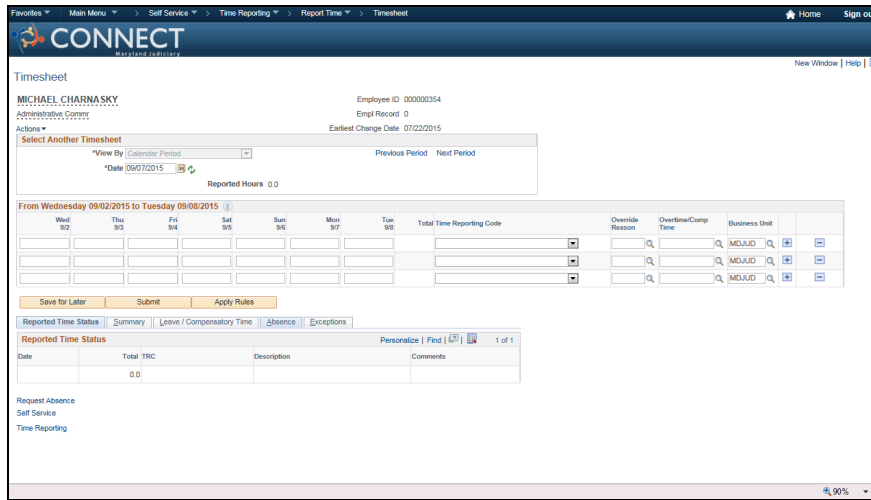 Favorites Main Menu > Self Service > Time Reporting > Report Time > Timesheet Home Sign ou
CONNECT
Maryland Judiciary
New Window | Help |
Timesheet
MICHAEL CHARNASKY Employee ID 000000354
Administrative Commr Empl Record 0
Actions Earliest Change Date 07/22/2015
Select Another Timesheet
*View By Calendar Period Previous Period Next Period
*Date 09/07/2015
Reported Hours 0.0
From Wednesday 09/02/2015 to Tuesday 09/08/2015
Wed Thu Fri Sat Sun Mon Tue Total Time Reporting Code Override Overtime/Comp Business Unit
9/2 9/3 9/4 9/5 9/6 9/7 9/8 Reason Time
MDJUD
MDJUD
MDJUD
Save for Later Submit Apply Rules
Reported Time Status Summary Leave / Compensatory Time Absence Exceptions
Reported Time Status Personalize | Find | | 1 of 1
Date Total TRC Description Comments
0.0
Request Absence
Self Service
Time Reporting
90%